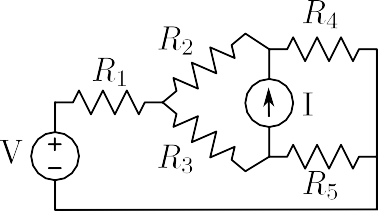 R₄
R₂
R₁
I
V
+
−
R₃
R₅